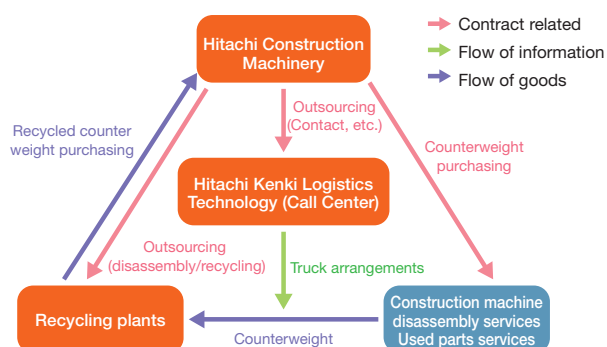 Hitachi Construction
Machinery
Contract related
Flow of information
Flow of goods
Recycled counter
weight purchasing
Outsourcing
(Contact, etc.)
Counterweight
purchasing
Hitachi Kenki Logistics
Technology (Call Center)
Outsourcing
(disassembly/recycling)
Truck arrangements
Recycling plants
Counterweight
Construction machine
disassembly services
Used parts services